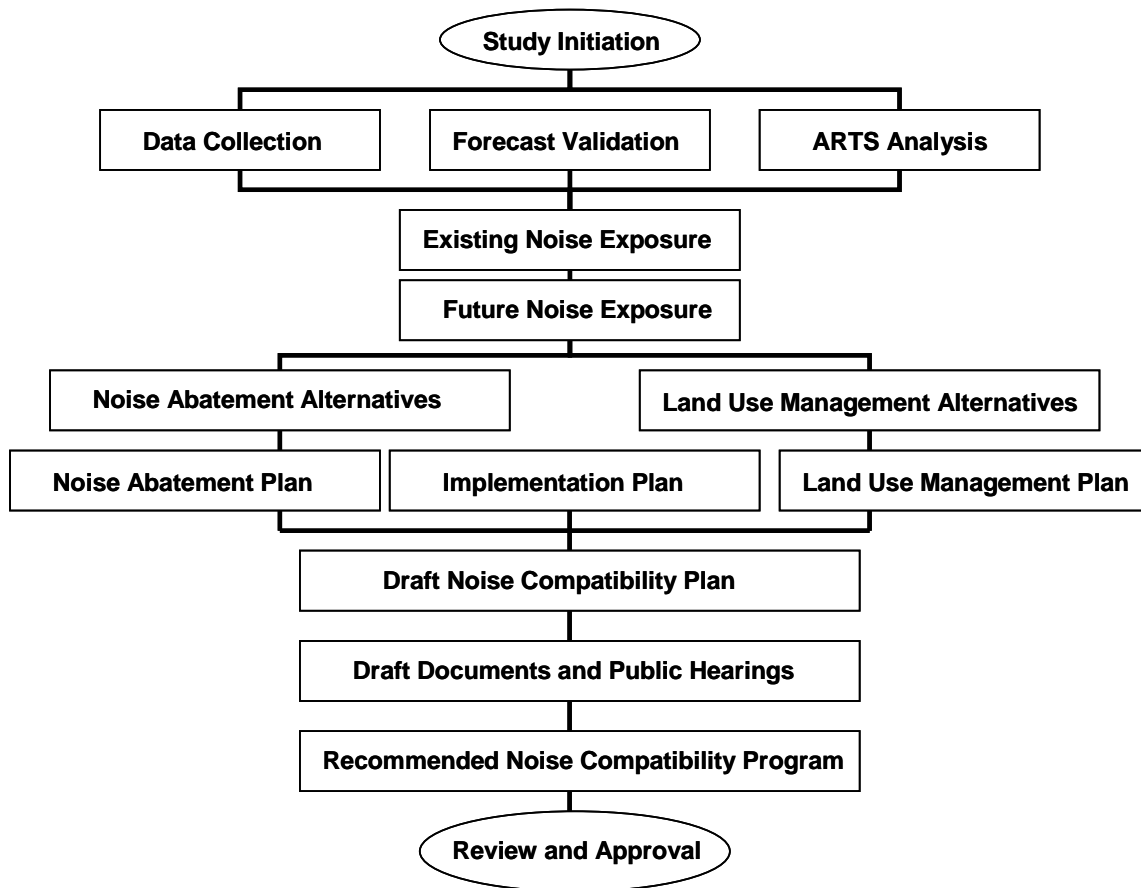 Study Initiation
Data Collection
Forecast Validation
ARTS Analysis
Existing Noise Exposure
Future Noise Exposure
Noise Abatement Alternatives
Land Use Management Alternatives
Noise Abatement Plan
Implementation Plan
Land Use Management Plan
Draft Noise Compatibility Plan
Draft Documents and Public Hearings
Recommended Noise Compatibility Program
Review and Approval